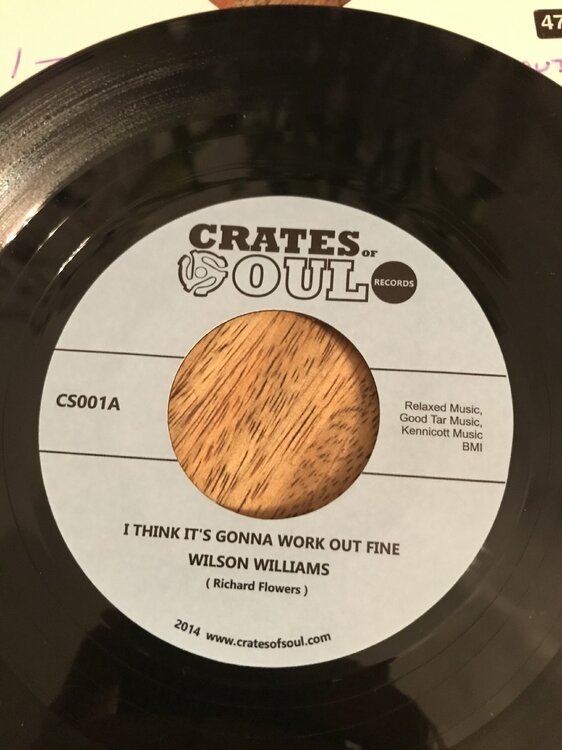 47
CRATES OF
SOUL RECORDS
CS001A
Relaxed Music,
Good Tar Music,
Kennicott Music
BMI
I THINK IT'S GONNA WORK OUT FINE
WILSON WILLIAMS
( Richard Flowers )
2014 www.cratesofsoul.com